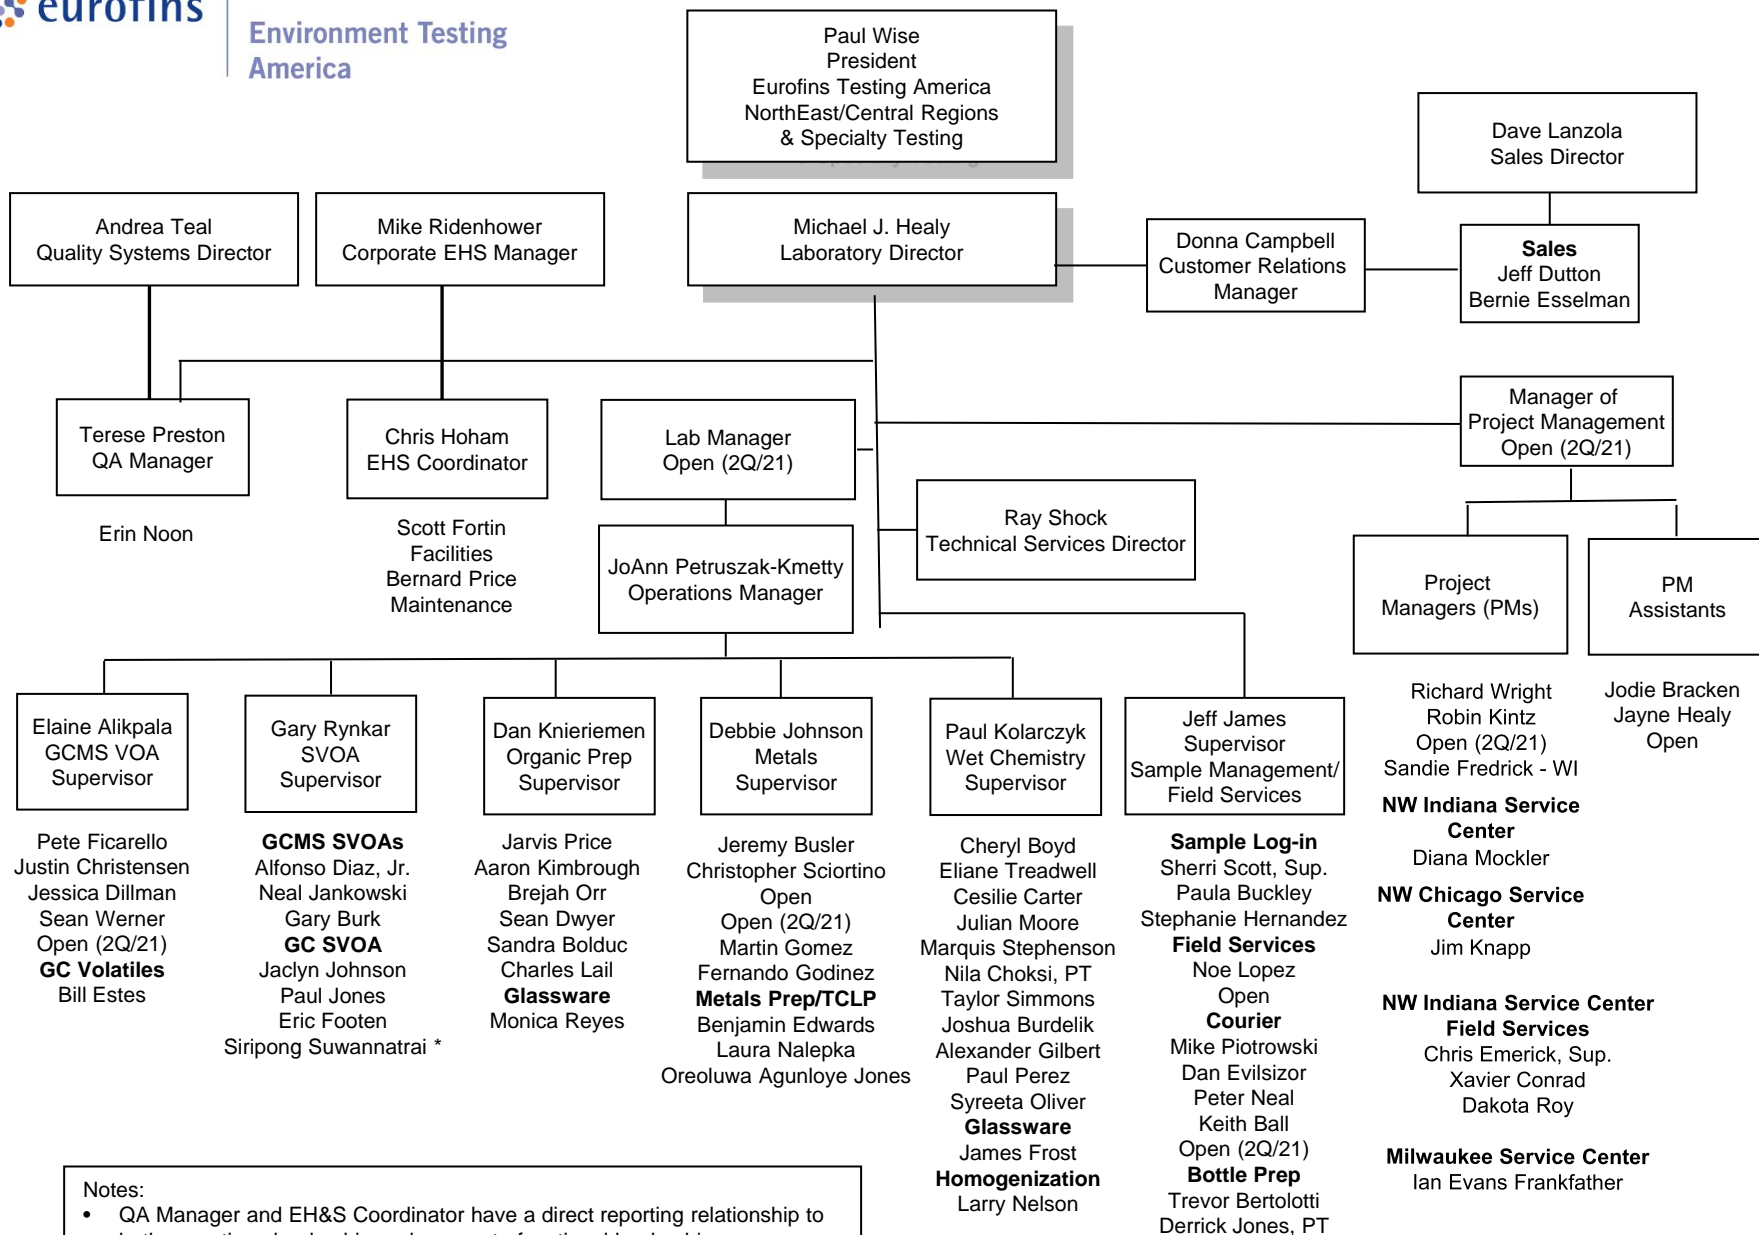 eurofins
Environment Testing
America
Paul Wise
President
Eurofins Testing America
NorthEast/Central Regions
& Specialty Testing
Dave Lanzola
Sales Director
Andrea Teal
Quality Systems Director
Mike Ridenhower
Corporate EHS Manager
Michael J. Healy
Laboratory Director
Donna Campbell
Customer Relations
Manager
Sales
Jeff Dutton
Bernie Esselman
Terese Preston
QA Manager
Erin Noon
Chris Hoham
EHS Coordinator
Scott Fortin
Facilities
Bernard Price
Maintenance
Lab Manager
Open (2Q/21)
JoAnn Petruszak-Kmetty
Operations Manager
Ray Shock
Technical Services Director
Manager of
Project Management
Open (2Q/21)
Project
Managers (PMs)
PM
Assistants
Elaine Alikpala
GCMS VOA
Supervisor
Pete Ficarello
Justin Christensen
Jessica Dillman
Sean Werner
Open (2Q/21)
GC Volatiles
Bill Estes
Gary Rynkar
SVOA
Supervisor
GCMS SVOAs
Alfonso Diaz, Jr.
Neal Jankowski
Gary Burk
GC SVOA
Jaclyn Johnson
Paul Jones
Eric Footen
Siripong Suwannatrai *
Dan Knieriemen
Organic Prep
Supervisor
Jarvis Price
Aaron Kimbrough
Brejah Orr
Sean Dwyer
Sandra Bolduc
Charles Lail
Glassware
Monica Reyes
Debbie Johnson
Metals
Supervisor
Jeremy Busler
Christopher Sciortino
Open
Open (2Q/21)
Martin Gomez
Fernando Godinez
Metals Prep/TCLP
Benjamin Edwards
Laura Nalepka
Oreoluwa Agunloye Jones
Paul Kolarczyk
Wet Chemistry
Supervisor
Cheryl Boyd
Eliane Treadwell
Cesilie Carter
Julian Moore
Marquis Stephenson
Nila Choksi, PT
Taylor Simmons
Joshua Burdelik
Alexander Gilbert
Paul Perez
Syreeta Oliver
Glassware
James Frost
Homogenization
Larry Nelson
Jeff James
Supervisor
Sample Management/
Field Services
Sample Log-in
Sherri Scott, Sup.
Paula Buckley
Stephanie Hernandez
Field Services
Noe Lopez
Open
Courier
Mike Piotrowski
Dan Evilsizor
Peter Neal
Keith Ball
Open (2Q/21)
Bottle Prep
Trevor Bertolotti
Derrick Jones, PT
Richard Wright
Robin Kintz
Open (2Q/21)
Sandie Fredrick - WI
NW Indiana Service
Center
Diana Mockler
NW Chicago Service
Center
Jim Knapp
NW Indiana Service Center
Field Services
Chris Emerick, Sup.
Xavier Conrad
Dakota Roy
Milwaukee Service Center
Ian Evans Frankfather
Jodie Bracken
Jayne Healy
Open
Notes:
• QA Manager and EH&S Coordinator have a direct reporting relationship to